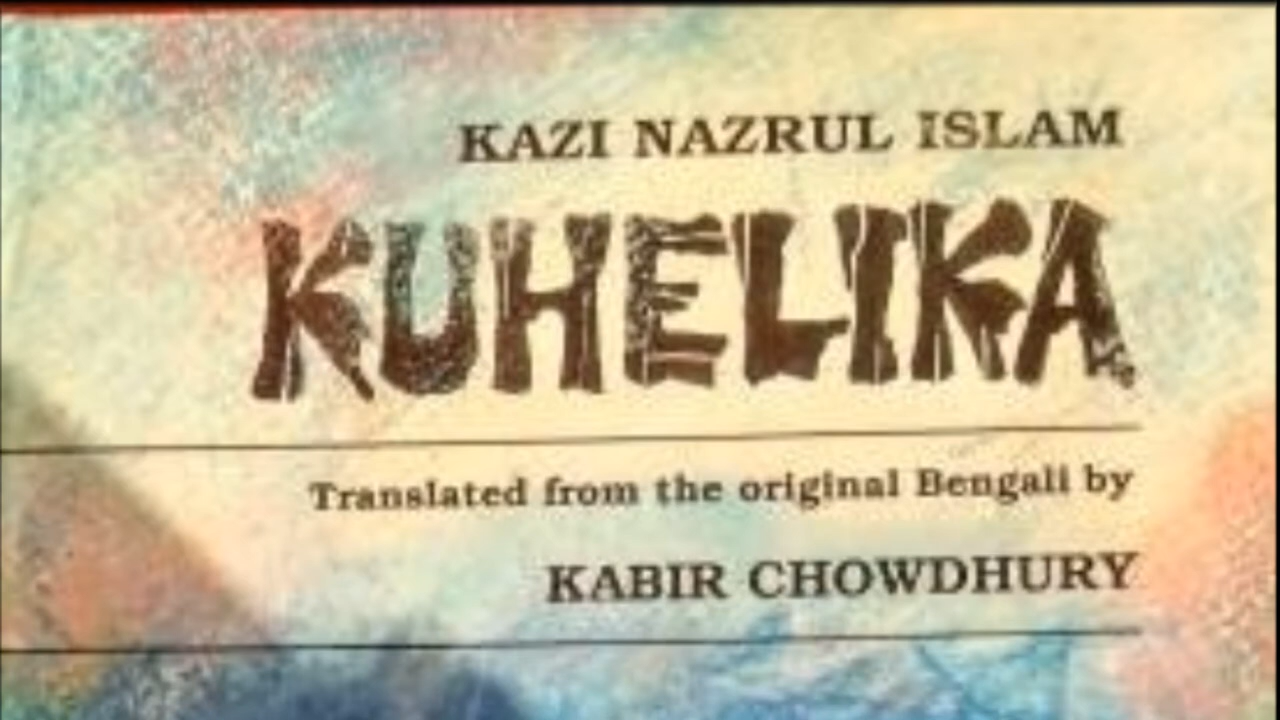 KAZI NAZRUL ISLAM
KUHELIKA
Translated from the original Bengali by
KABIR CHOWDHURY